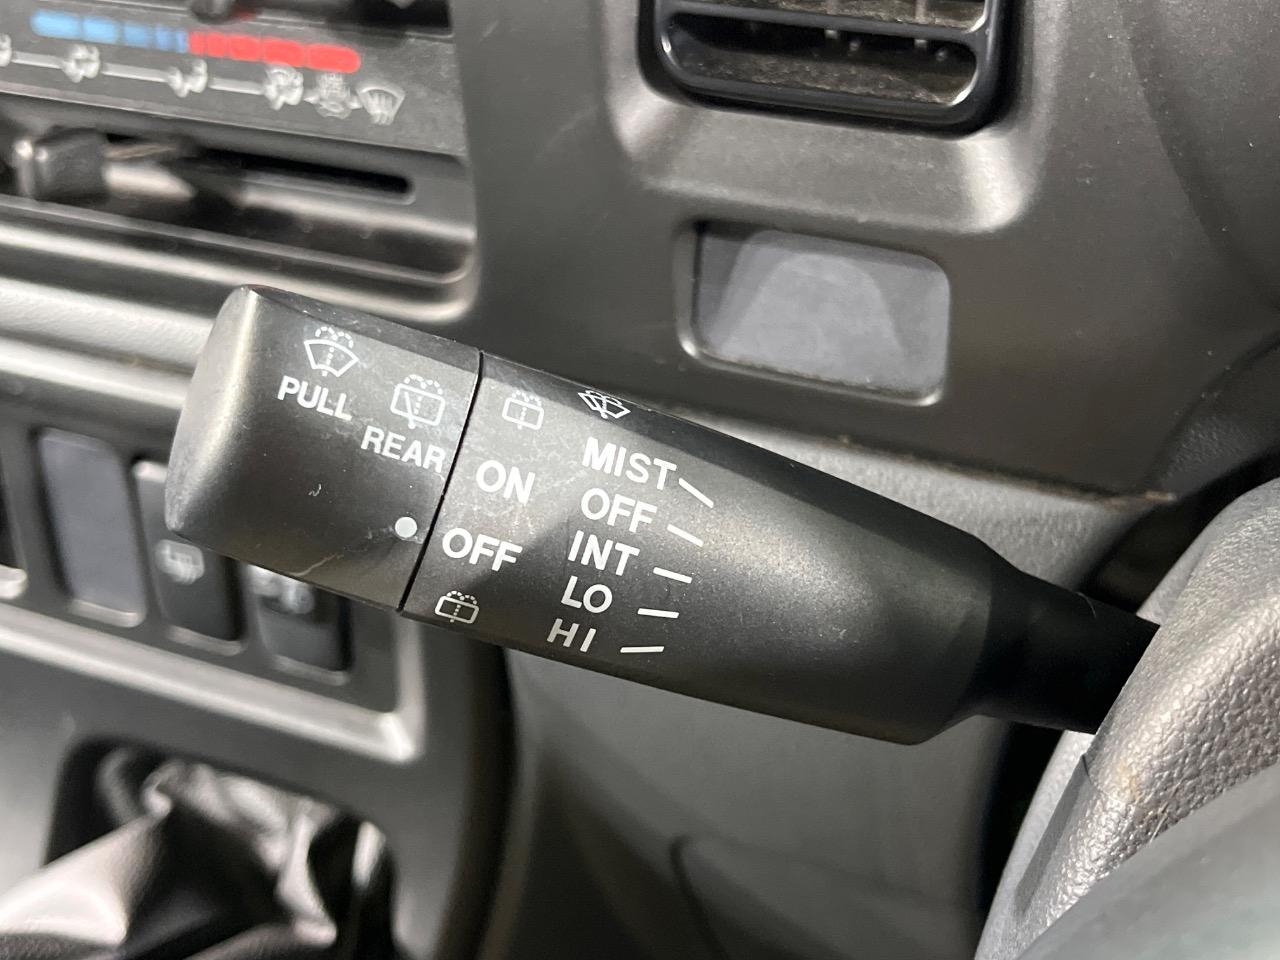 PULL
REAR
ON
OFF
MIST
OFF
INT
LO
HI